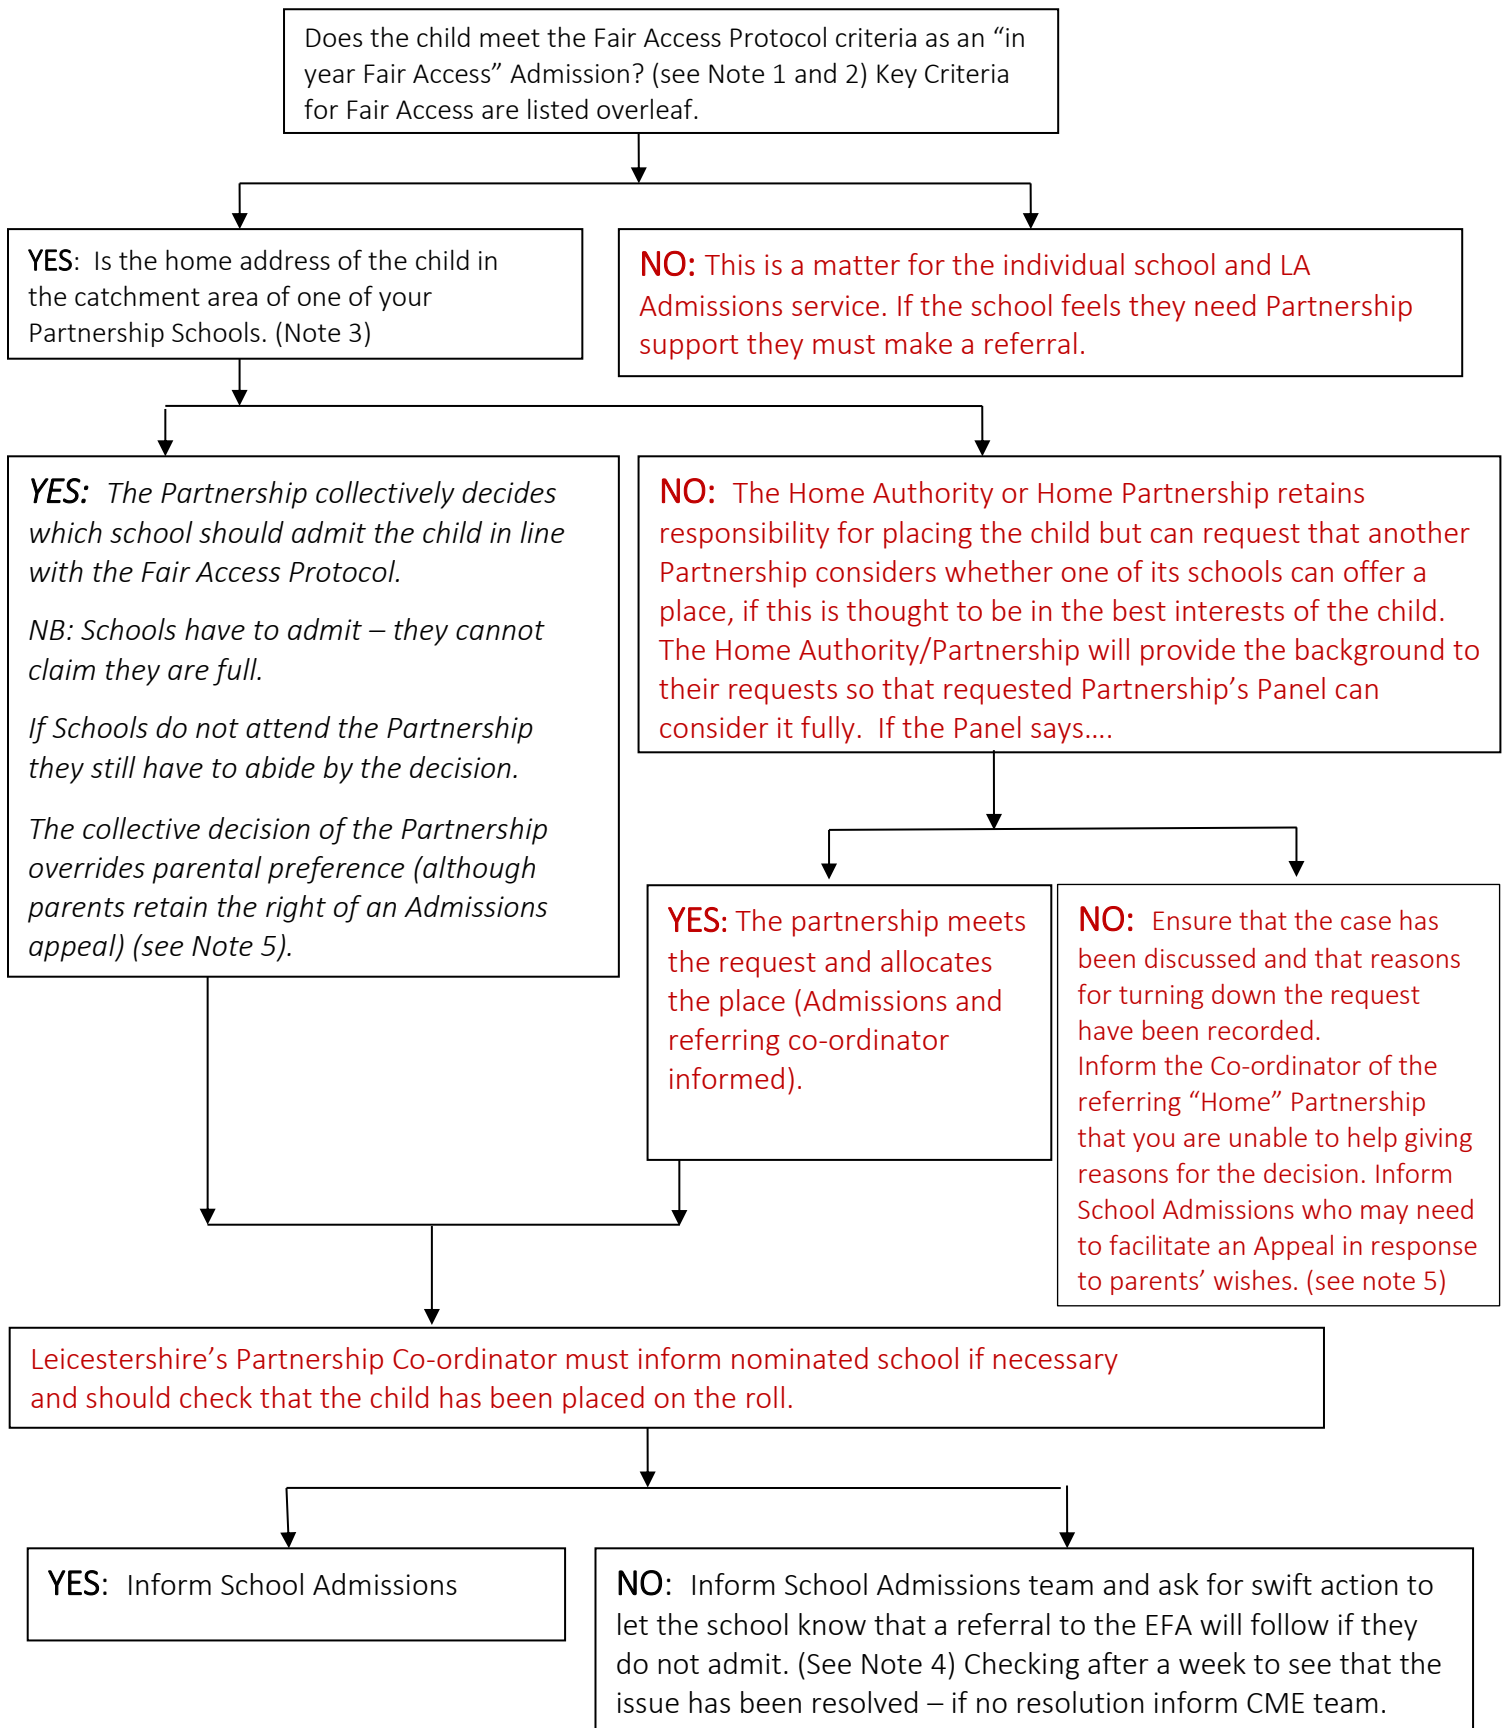 Does the child meet the Fair Access Protocol criteria as an “in
year Fair Access” Admission? (see Note 1 and 2) Key Criteria
for Fair Access are listed overleaf.
YES:  Is the home address of the child in
the catchment area of one of your
Partnership Schools. (Note 3)
NO: This is a matter for the individual school and LA
Admissions service. If the school feels they need Partnership
support they must make a referral.
YES:  The Partnership collectively decides
which school should admit the child in line
with the Fair Access Protocol.
NB: Schools have to admit – they cannot
claim they are full.
If Schools do not attend the Partnership
they still have to abide by the decision.
The collective decision of the Partnership
overrides parental preference (although
parents retain the right of an Admissions
appeal) (see Note 5).
NO:  The Home Authority or Home Partnership retains
responsibility for placing the child but can request that another
Partnership considers whether one of its schools can offer a
place, if this is thought to be in the best interests of the child.
The Home Authority/Partnership will provide the background to
their requests so that requested Partnership’s Panel can
consider it fully.  If the Panel says….
YES: The partnership meets
the request and allocates
the place (Admissions and
referring co-ordinator
informed).
NO:  Ensure that the case has
been discussed and that reasons
for turning down the request
have been recorded.
Inform the Co-ordinator of the
referring “Home” Partnership
that you are unable to help giving
reasons for the decision. Inform
School Admissions who may need
to facilitate an Appeal in response
to parents’ wishes. (see note 5)
Leicestershire’s Partnership Co-ordinator must inform nominated school if necessary
and should check that the child has been placed on the roll.
YES:  Inform School Admissions
NO:  Inform School Admissions team and ask for swift action to
let the school know that a referral to the EFA will follow if they
do not admit. (See Note 4) Checking after a week to see that the
issue has been resolved – if no resolution inform CME team.